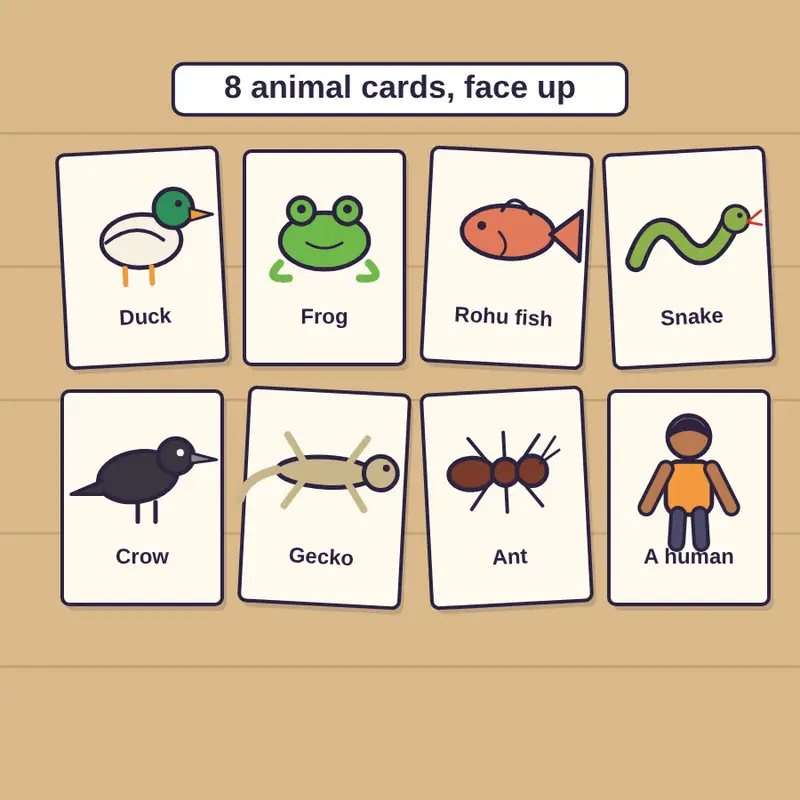 8 animal cards, face up
Duck
Frog
Rohu fish
Snake
Crow
Gecko
Ant
A human